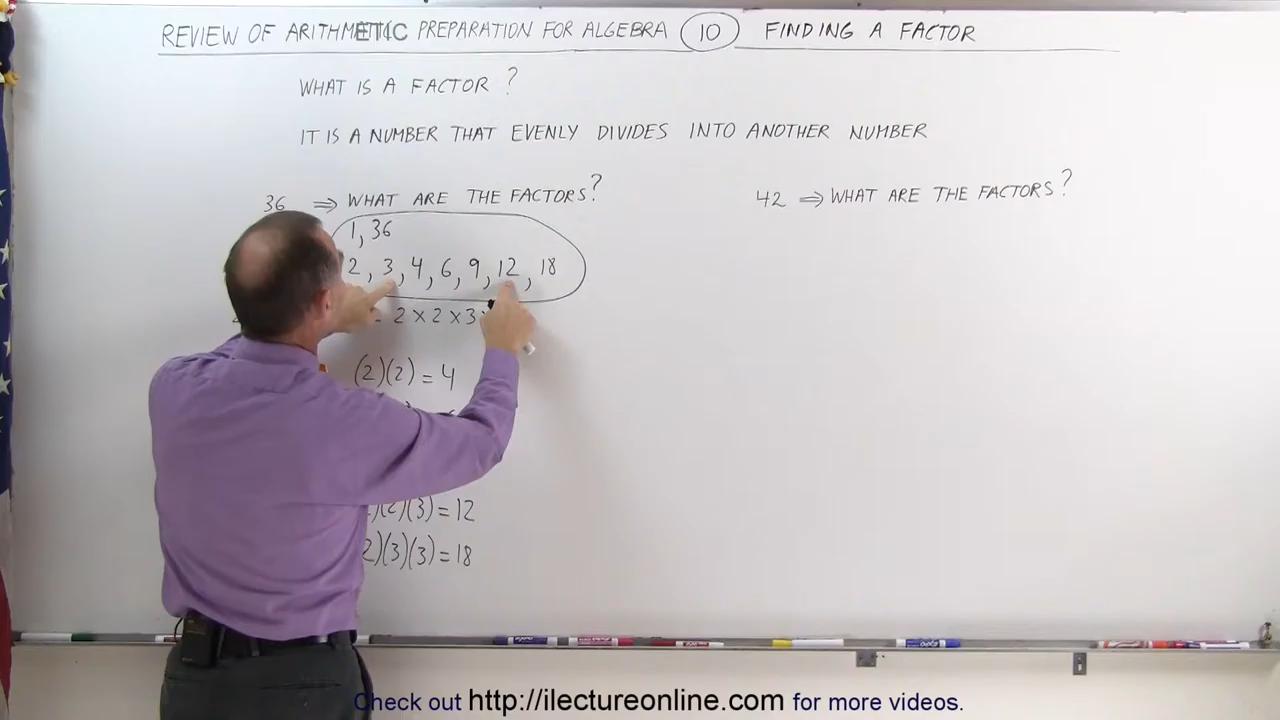 REVIEW OF ARITHMETIC PREPARATION FOR ALGEBRA 10 FINDING A FACTOR
WHAT IS A FACTOR ?
IT IS A NUMBER THAT EVENLY DIVIDES INTO ANOTHER NUMBER
36 ⇒ WHAT ARE THE FACTORS?
1, 36
2, 3, 4, 6, 9, 12, 18
2 × 2 × 3
(2)(2) = 4
)(2)(3) = 12
2)(3)(3) = 18
42 ⇒ WHAT ARE THE FACTORS?
Check out http://ilectureonline.com for more videos.